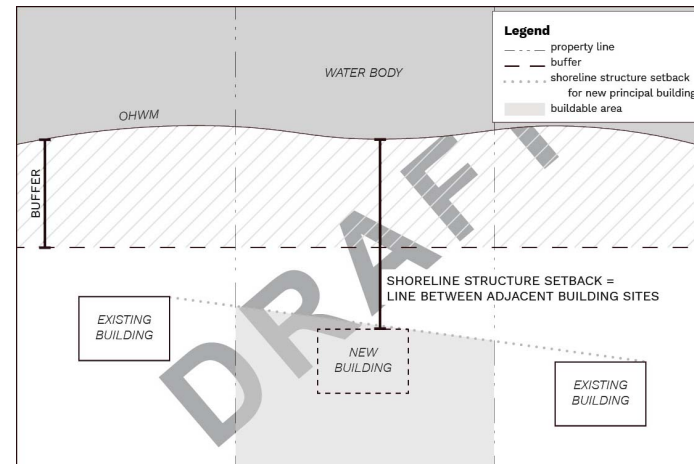 Legend
property line
buffer
shoreline structure setback
for new principal building
buildable area
WATER BODY
OHWM
BUFFER
SHORELINE STRUCTURE SETBACK =
LINE BETWEEN ADJACENT BUILDING SITES
EXISTING
BUILDING
NEW
BUILDING
EXISTING
BUILDING
DRAFT